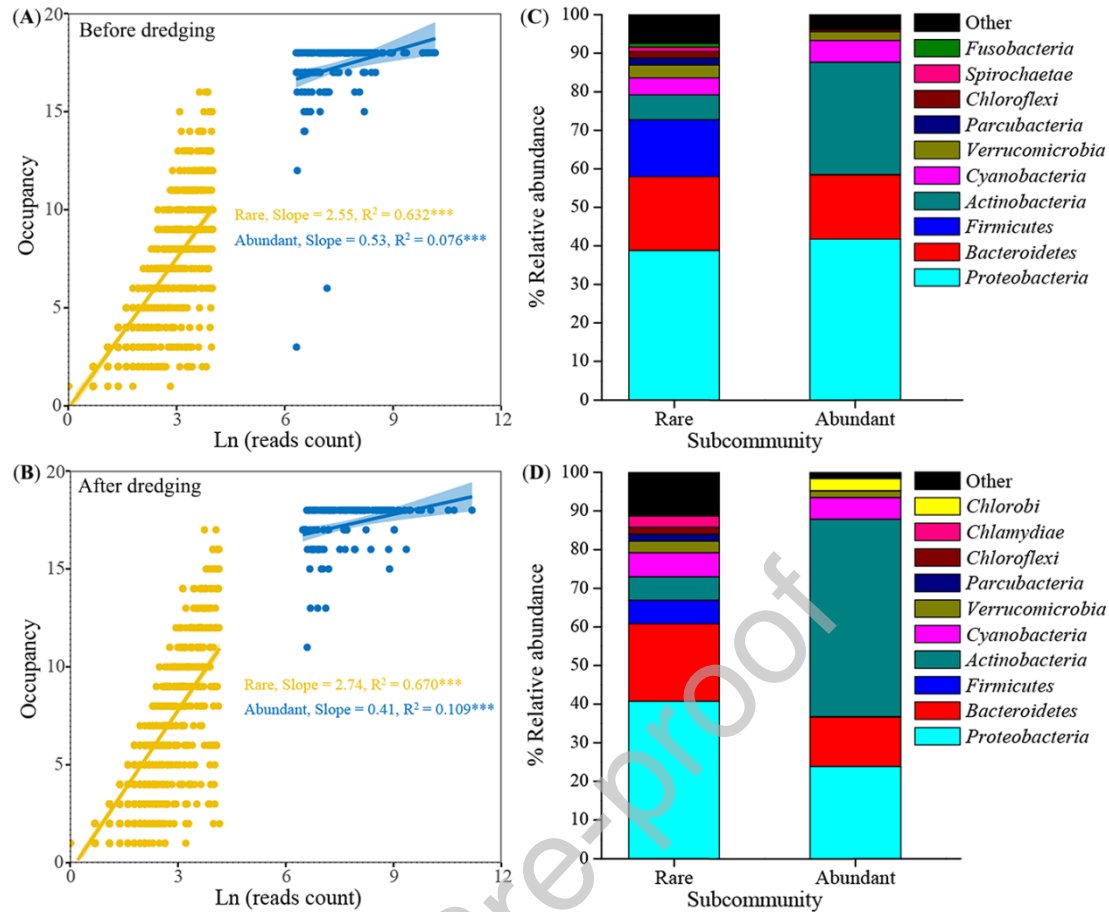 (A)
Before dredging
20
15
10
5
0
Occupancy
Rare, Slope = 2.55, R² = 0.632***
Abundant, Slope = 0.53, R² = 0.076***
0 3 6 9 12
Ln (reads count)
(C)
100
90
80
70
60
50
40
30
20
10
0
% Relative abundance
Rare Abundant
Subcommunity
Other
Fusobacteria
Spirochaetae
Chloroflexi
Parcubacteria
Verrucomicrobia
Cyanobacteria
Actinobacteria
Firmicutes
Bacteroidetes
Proteobacteria
(B)
After dredging
20
15
10
5
0
Occupancy
Rare, Slope = 2.74, R² = 0.670***
Abundant, Slope = 0.41, R² = 0.109***
0 3 6 9 12
Ln (reads count)
(D)
100
90
80
70
60
50
40
30
20
10
0
% Relative abundance
Rare Abundant
Subcommunity
Other
Chlorobi
Chlamydiae
Chloroflexi
Parcubacteria
Verrucomicrobia
Cyanobacteria
Actinobacteria
Firmicutes
Bacteroidetes
Proteobacteria
re-proof